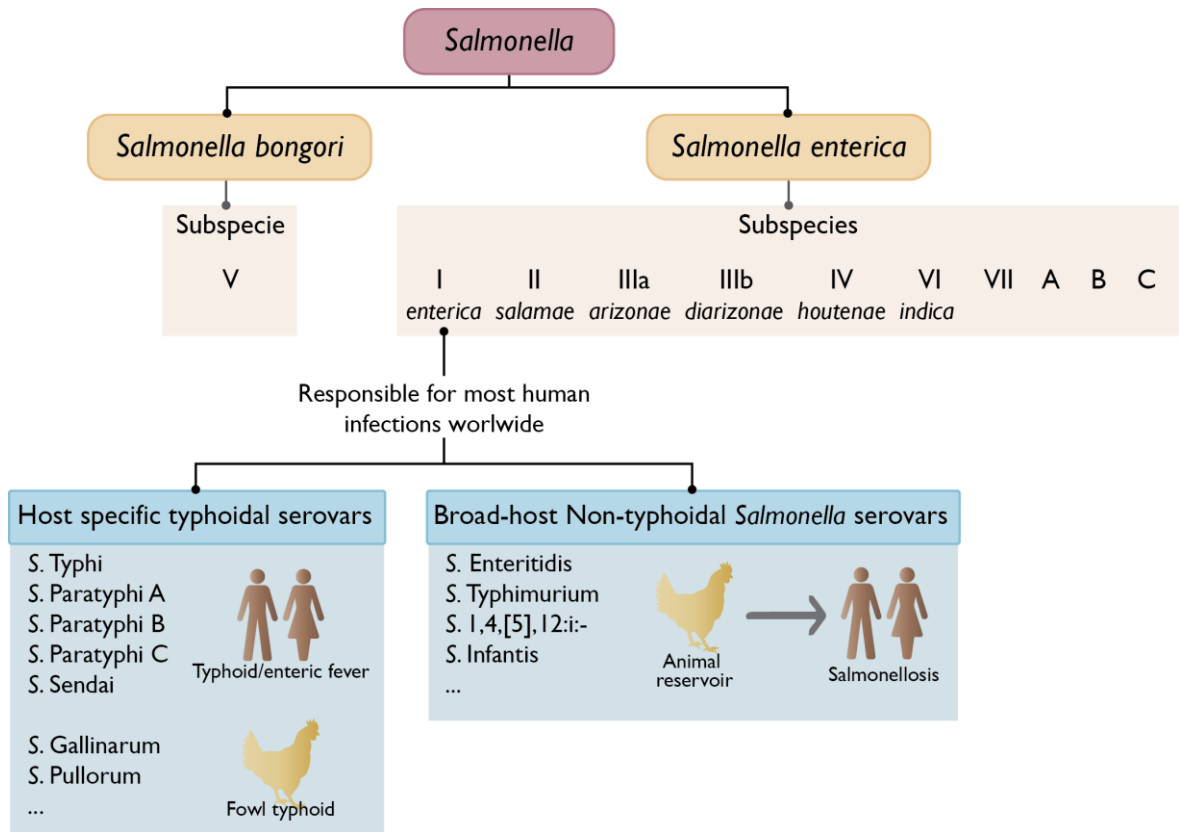 Salmonella
Salmonella bongori
Salmonella enterica
Subspecie
V
Subspecies
I II IIIa IIIb IV VI VII A B C
enterica salamae arizonae diarizonae houtenae indica
Responsible for most human
infections worlwide
Host specific typhoidal serovars
S. Typhi
S. Paratyphi A
S. Paratyphi B
S. Paratyphi C
S. Sendai
Typhoid/enteric fever
S. Gallinarum
S. Pullorum
...
Fowl typhoid
Broad-host Non-typhoidal Salmonella serovars
S. Enteritidis
S. Typhimurium
S. 1,4,[5],12:i:-
S. Infantis
...
Animal
reservoir
Salmonellosis